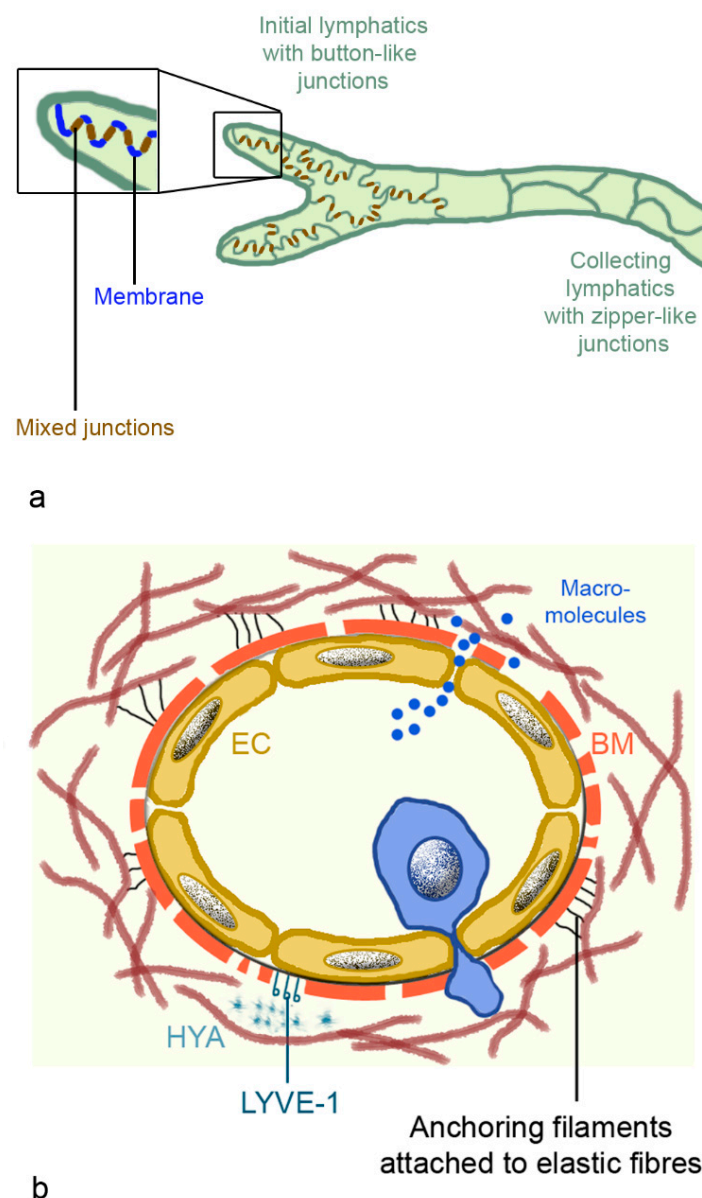 Initial lymphatics
with button-like
junctions
Membrane
Collecting
lymphatics
with zipper-like
junctions
Mixed junctions
a
Macro-
molecules
EC
BM
HYA
LYVE-1
Anchoring filaments
attached to elastic fibres
b